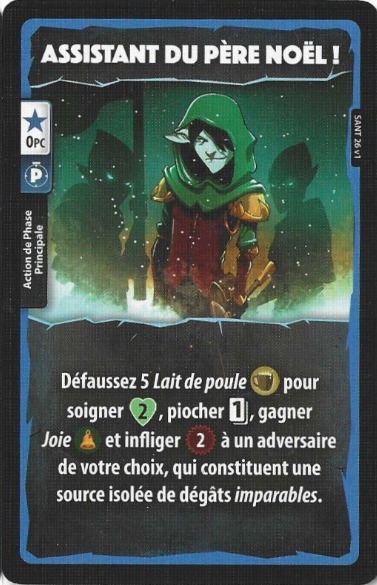 ASSISTANT DU PÈRE NOËL !
SANT 26 v1
0PC
P
Action de Phase
Principale
Défaussez 5 Lait de poule pour
soigner 2, piocher 1, gagner
Joie et infliger 2 à un adversaire
de votre choix, qui constituent une
source isolée de dégâts imparables.